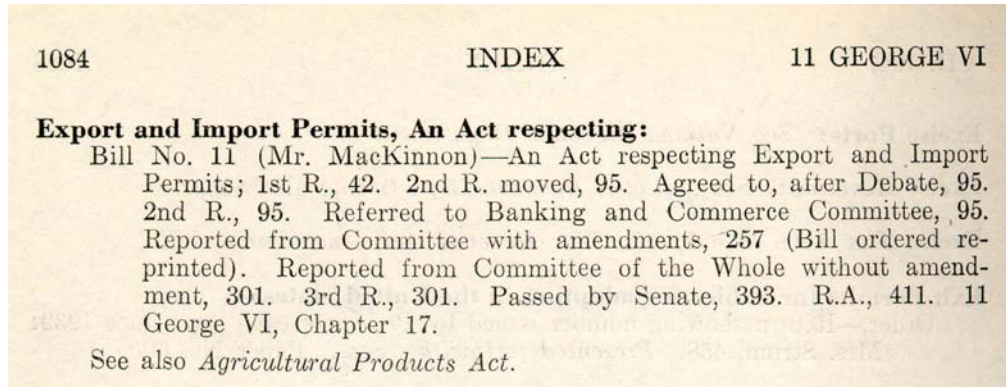 1084 INDEX 11 GEORGE VI
Export and Import Permits, An Act respecting:
Bill No. 11 (Mr. MacKinnon)—An Act respecting Export and Import
Permits; 1st R., 42. 2nd R. moved, 95. Agreed to, after Debate, 95.
2nd R., 95. Referred to Banking and Commerce Committee, 95.
Reported from Committee with amendments, 257 (Bill ordered re-
printed). Reported from Committee of the Whole without amend-
ment, 301. 3rd R., 301. Passed by Senate, 393. R.A., 411. 11
George VI., Chapter 17.
See also Agricultural Products Act.